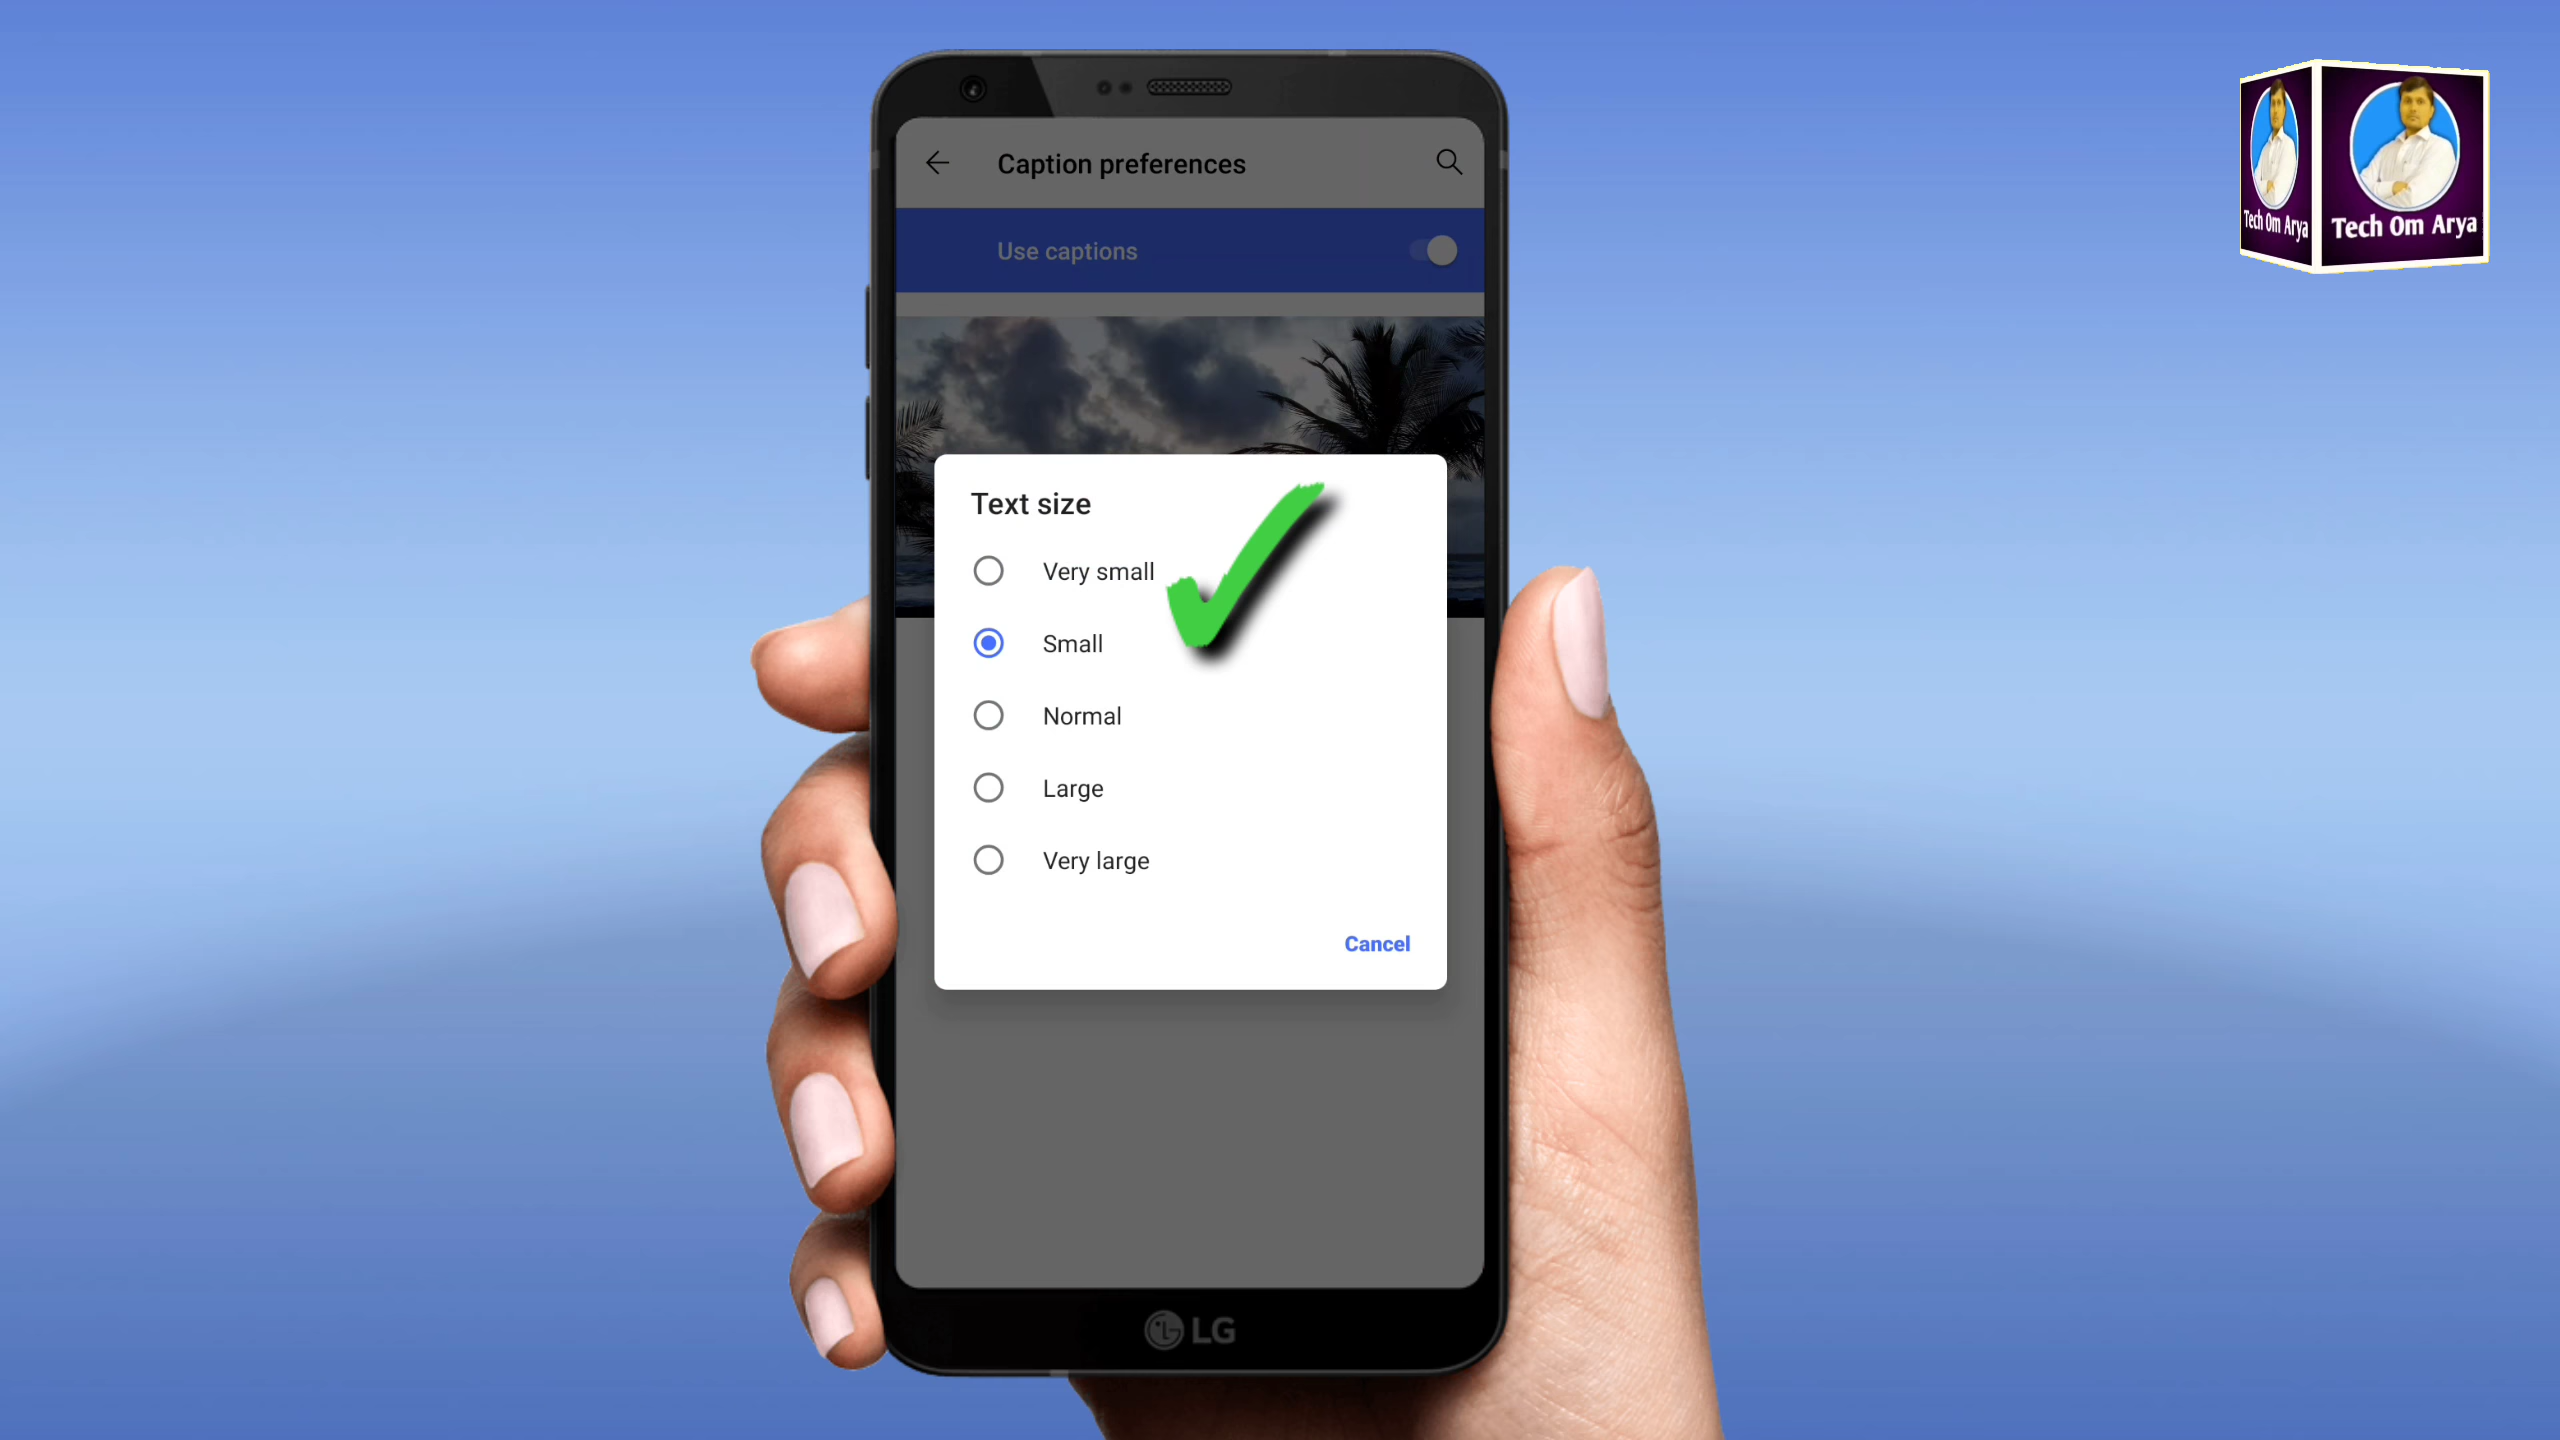 Caption preferences
Use captions
Text size
Very small
Small
Normal
Large
Very large
Cancel
LG
Tech Om Arya
Tech Om Arya